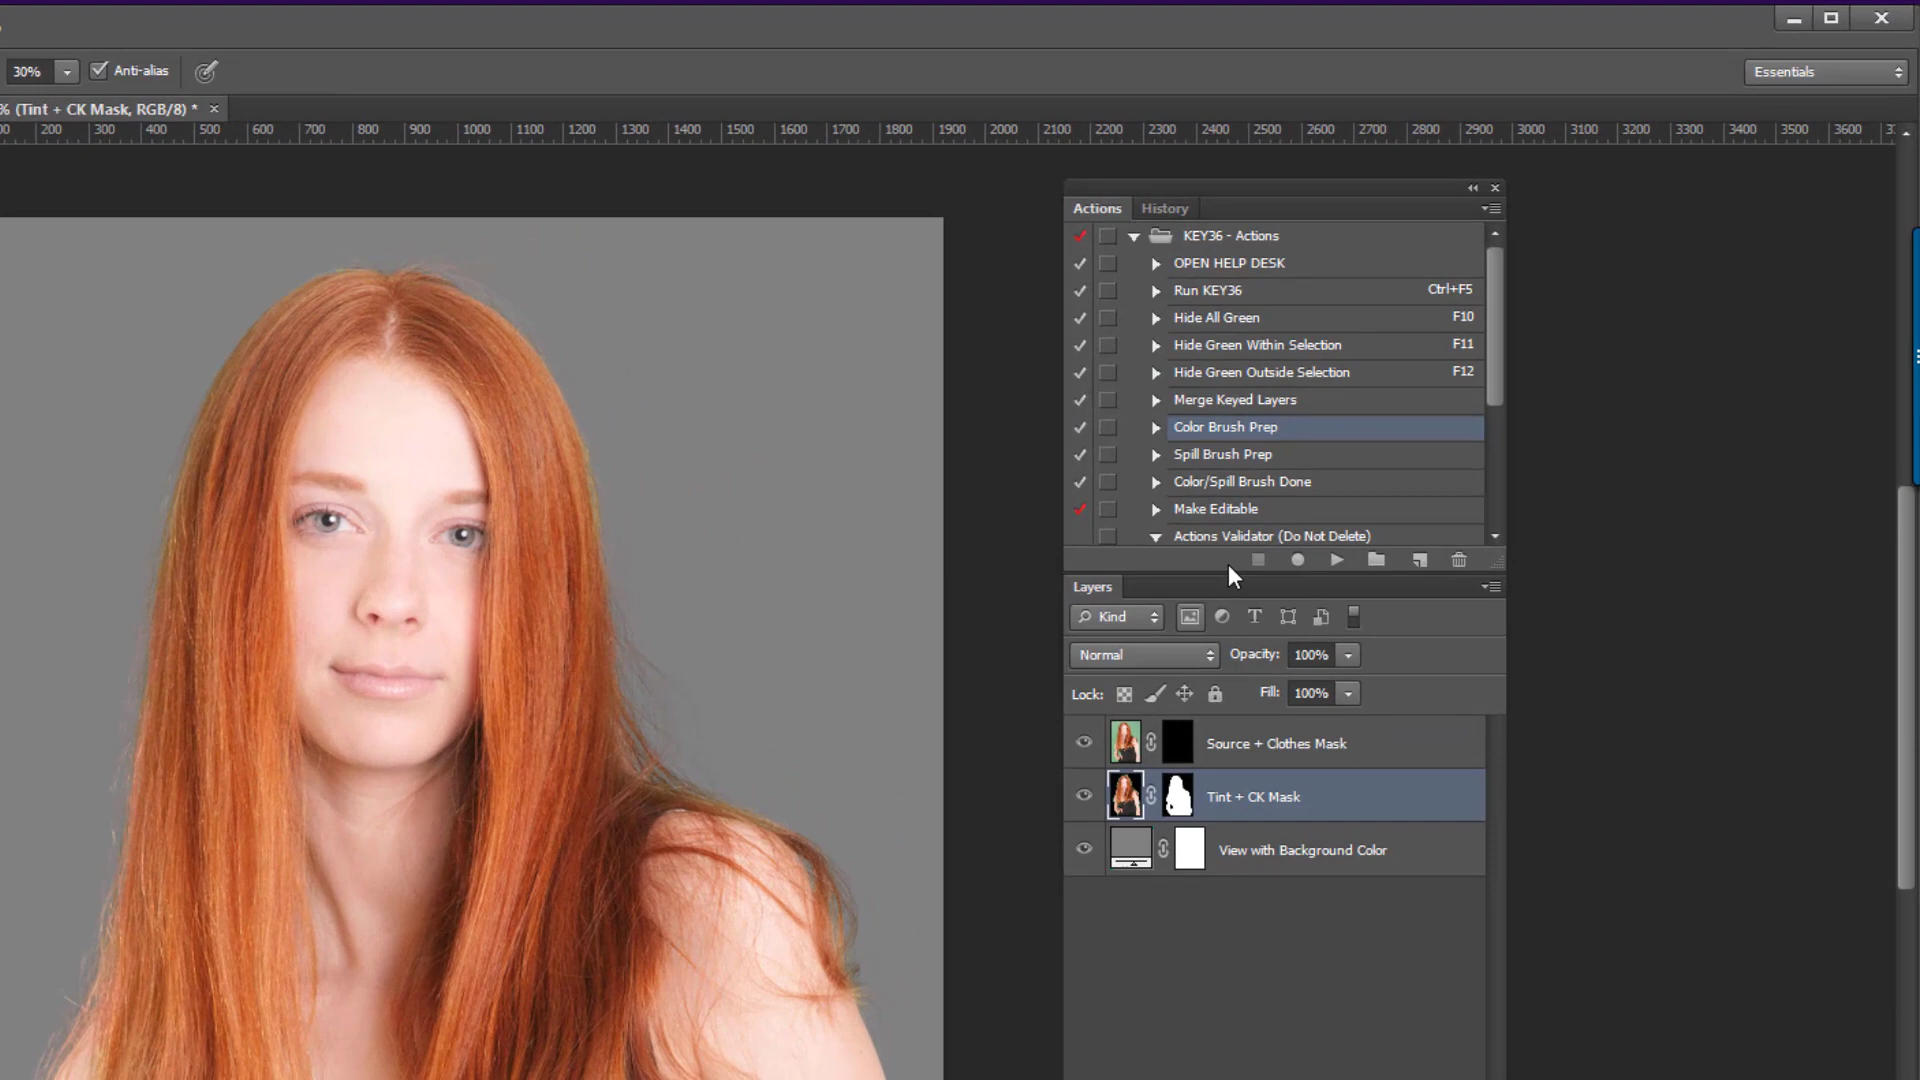 30% Anti-alias Essentials
% (Tint + CK Mask, RGB/8) * ×
200 300 400 500 600 700 800 900 1000 1100 1200 1300 1400 1500 1600 1700 1800 1900 2000 2100 2200 2300 2400 2500 2600 2700 2800 2900 3000 3100 3200 3300 3400 3500 3600
Actions History
KEY36 - Actions
OPEN HELP DESK
Run KEY36 Ctrl+F5
Hide All Green F10
Hide Green Within Selection F11
Hide Green Outside Selection F12
Merge Keyed Layers
Color Brush Prep
Spill Brush Prep
Color/Spill Brush Done
Make Editable
Actions Validator (Do Not Delete)
Layers
Kind
Normal Opacity: 100%
Lock: Fill: 100%
Source + Clothes Mask
Tint + CK Mask
View with Background Color